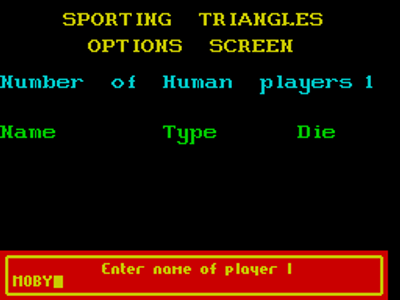 SPORTING TRIANGLES
OPTIONS SCREEN
Number of Human players 1
Name Type Die
Enter name of player 1
MOBY